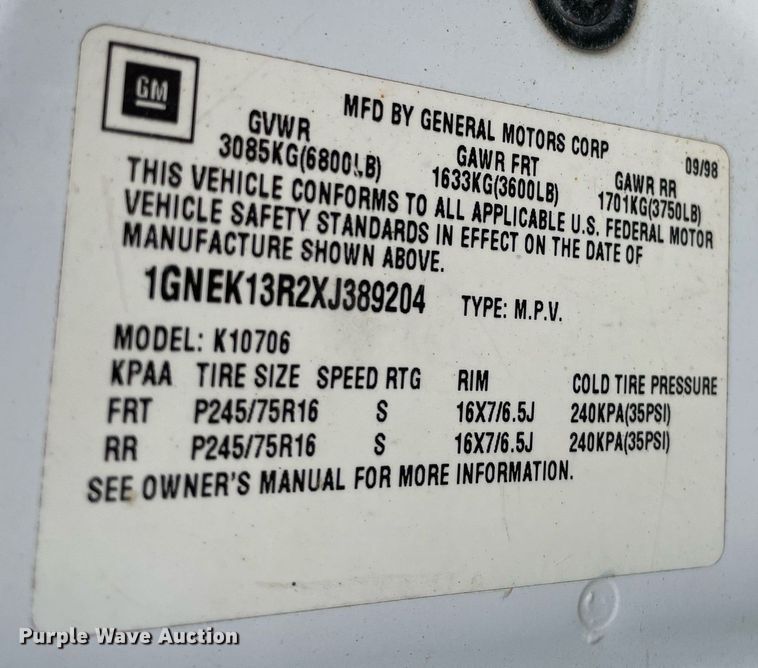 GM
MFD BY GENERAL MOTORS CORP 09/98
GVWR GAWR FRT GAWR RR
3085KG(6800LB) 1633KG(3600LB) 1701KG(3750LB)
THIS VEHICLE CONFORMS TO ALL APPLICABLE U.S. FEDERAL MOTOR
VEHICLE SAFETY STANDARDS IN EFFECT ON THE DATE OF
MANUFACTURE SHOWN ABOVE.
1GNEK13R2XJ389204 TYPE: M.P.V.
MODEL: K10706
KPAA TIRE SIZE SPEED RTG RIM COLD TIRE PRESSURE
FRT P245/75R16 S 16X7/6.5J 240KPA(35PSI)
RR P245/75R16 S 16X7/6.5J 240KPA(35PSI)
SEE OWNER'S MANUAL FOR MORE INFORMATION.
Purple Wave Auction